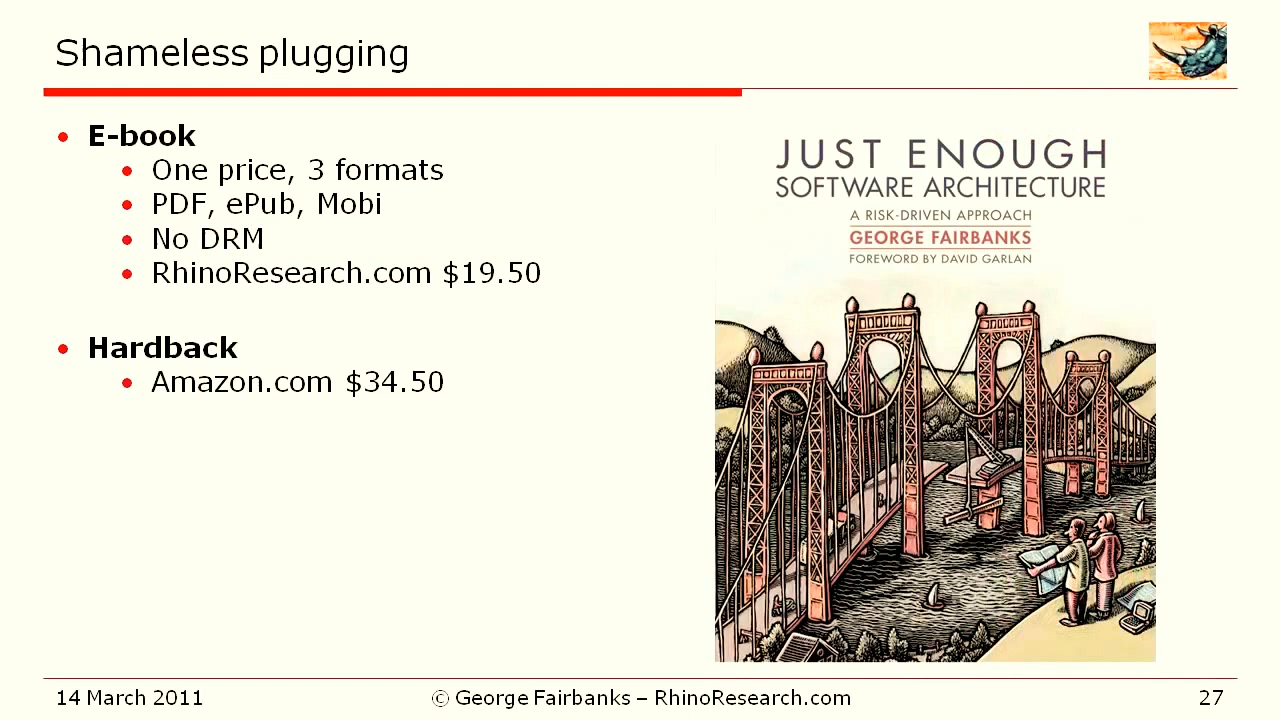 Shameless plugging
• E-book
• One price, 3 formats
• PDF, ePub, Mobi
• No DRM
• RhinoResearch.com $19.50
• Hardback
• Amazon.com $34.50
JUST ENOUGH
SOFTWARE ARCHITECTURE
A RISK-DRIVEN APPROACH
GEORGE FAIRBANKS
FOREWORD BY DAVID GARLAN
14 March 2011
© George Fairbanks – RhinoResearch.com
27